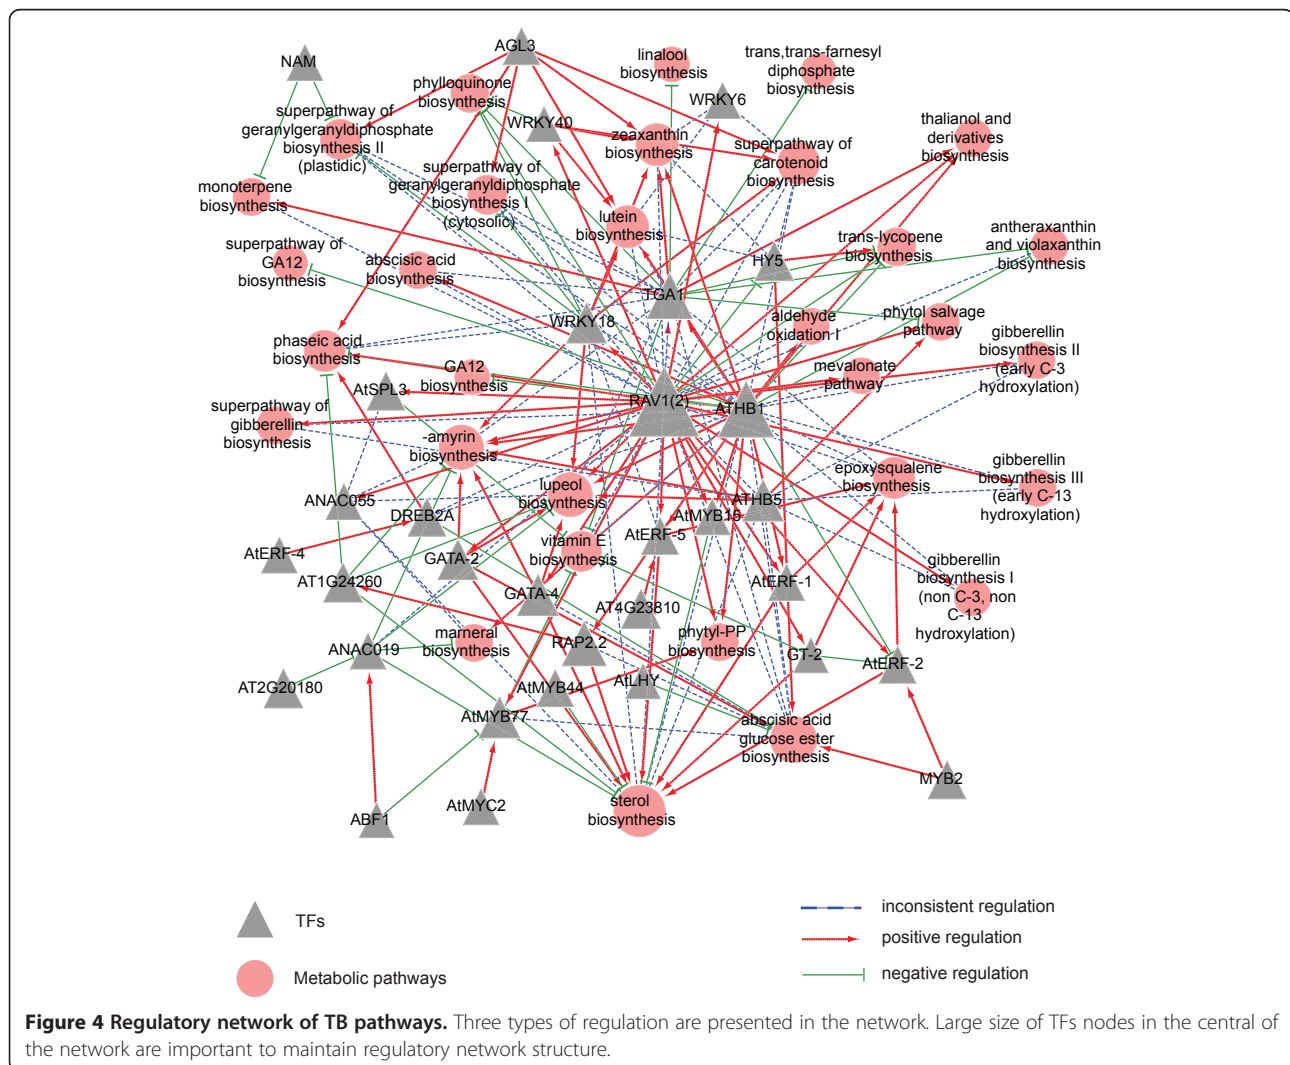 NAM
AGL3
linalool
biosynthesis
trans,trans-farnesyl
diphosphate
biosynthesis
phylloquinone
biosynthesis
WRKY6
superpathway of
geranylgeranyldiphosphate
biosynthesis II
(plastidic)
WRKY40
zeaxanthin
biosynthesis
superpathway of
carotenoid
biosynthesis
thalianol and
derivatives
biosynthesis
monoterpene
biosynthesis
superpathway of
geranylgeranyldiphosphate
biosynthesis I
(cytosolic)
lutein
biosynthesis
trans-lycopene
biosynthesis
antheraxanthin
and violaxanthin
biosynthesis
superpathway of
GA12
biosynthesis
abscisic acid
biosynthesis
HY5
TGA1
WRKY18
aldehyde
oxidation I
phytol salvage
pathway
phaseic acid
biosynthesis
gibberellin
biosynthesis II
(early C-3
hydroxylation)
GA12
biosynthesis
mevalonate
pathway
AtSPL3
RAV1(2)
ATHB1
superpathway of
gibberellin
biosynthesis
-amyrin
biosynthesis
epoxysqualene
biosynthesis
gibberellin
biosynthesis III
(early C-13
hydroxylation)
ANAC055
DREB2A
lupeol
biosynthesis
ATHB5
AtMYB15
AtERF-5
vitamin E
biosynthesis
AtERF-4
GATA-2
AT1G24260
GATA-4
AT4G23810
AtERF-1
gibberellin
biosynthesis I
(non C-3, non
C-13
hydroxylation)
ANAC019
marneral
biosynthesis
RAP2.2
phytyl-PP
biosynthesis
GT-2
AtERF-2
AT2G20180
AtMYB44
AtLHY
AtMYB77
abscisic acid
glucose ester
biosynthesis
MYB2
ABF1
AtMYC2
sterol
biosynthesis
TFs
Metabolic pathways
inconsistent regulation
positive regulation
negative regulation
Figure 4 Regulatory network of TB pathways. Three types of regulation are presented in the network. Large size of TFs nodes in the central of
the network are important to maintain regulatory network structure.